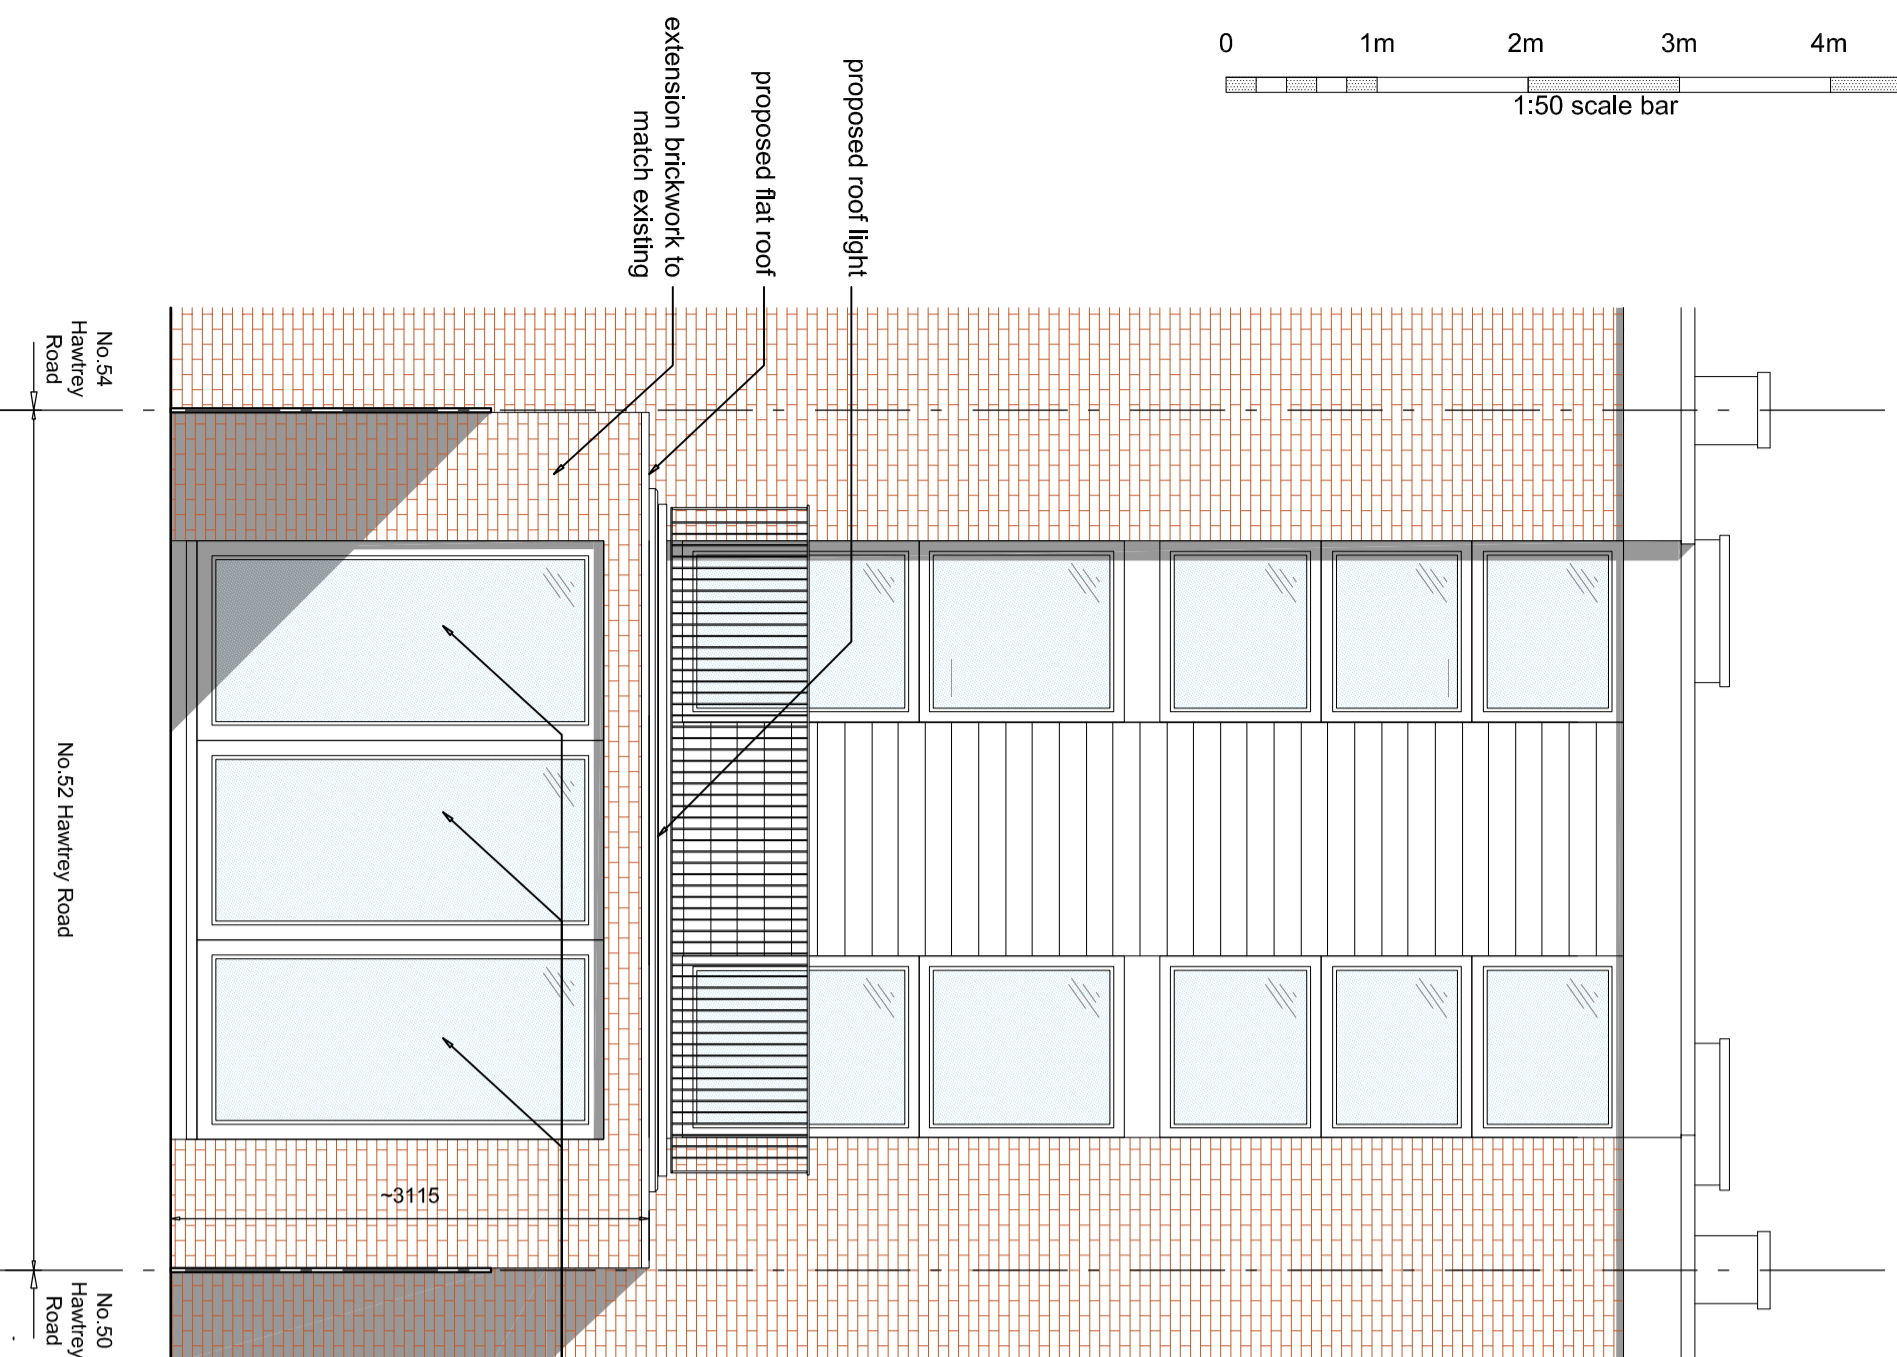 0 1m 2m 3m 4m
1:50 scale bar
proposed roof light
proposed flat roof
extension brickwork to
match existing
No.54
Hawtrey
Road
No.52 Hawtrey Road
~3115
No.50
Hawtrey
Road